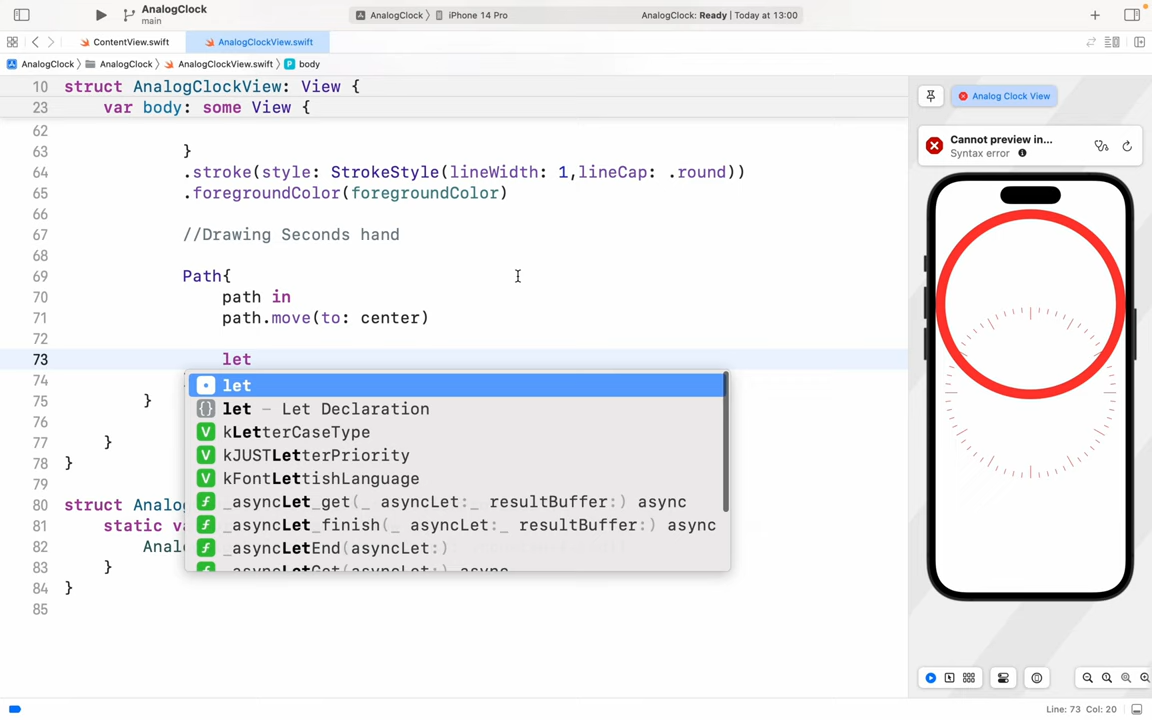 AnalogClock
main
AnalogClock 〉 iPhone 14 Pro
AnalogClock: Ready | Today at 13:00
ContentView.swift
AnalogClockView.swift
AnalogClock 〉 AnalogClock 〉 AnalogClockView.swift 〉 body
10 struct AnalogClockView: View {
23 var body: some View {
62
63 }
64 .stroke(style: StrokeStyle(lineWidth: 1,lineCap: .round))
65 .foregroundColor(foregroundColor)
66
67 //Drawing Seconds hand
68
69 Path{
70 path in
71 path.move(to: center)
72
73 let
let
let – Let Declaration
kLetterCaseType
kJUSTLetterPriority
kFontLettishLanguage
_asyncLet_get(_ asyncLet:_ resultBuffer:) async
_asyncLet_finish(_ asyncLet:_ resultBuffer:) async
_asyncLetEnd(asyncLet:)
_asyncLetGet(asyncLet:) async
74
75 }
76
77 }
78 }
79
80 struct Analog
81 static va
82 Anal
83 }
84 }
85
Analog Clock View
Cannot preview in...
Syntax error
Line: 73 Col: 20